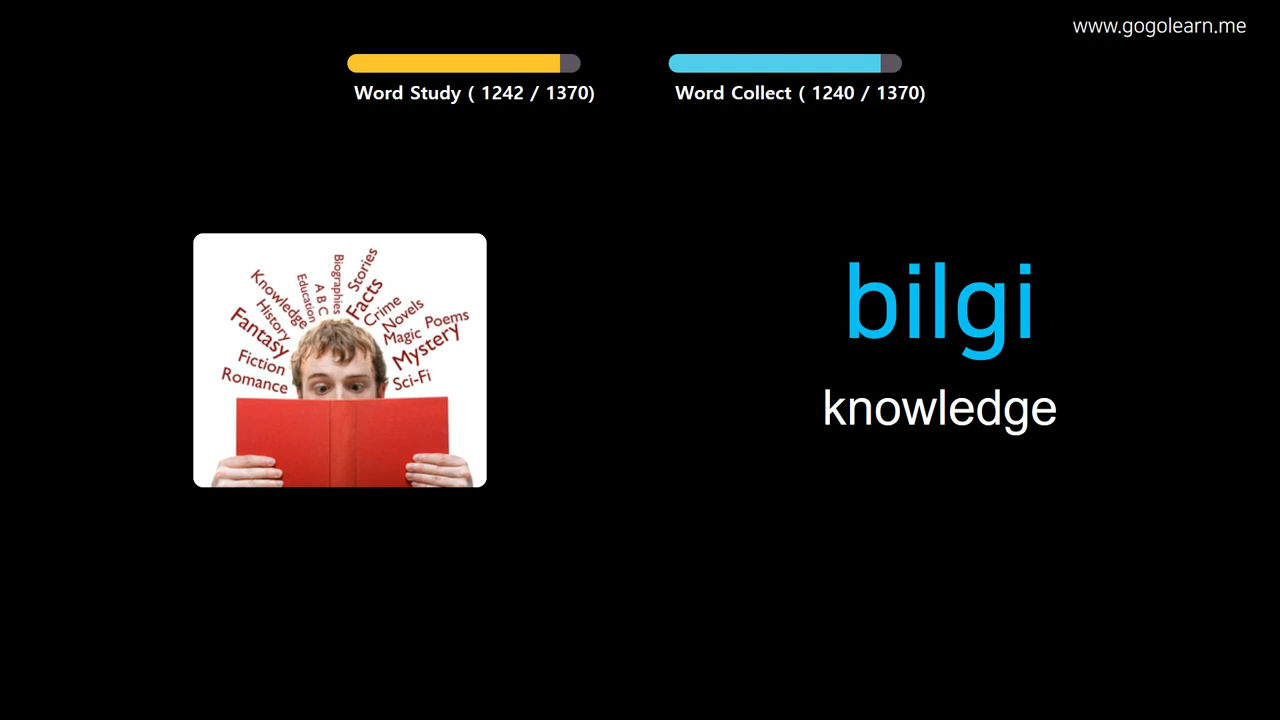 www.gogolearn.me
Word Study ( 1242 / 1370)
Word Collect ( 1240 / 1370)
Knowledge
History
Fantasy
Fiction
Romance
Education
A B C
Biographies
Stories
Facts
Crime
Novels
Magic
Poems
Mystery
Sci-Fi
bilgi
knowledge